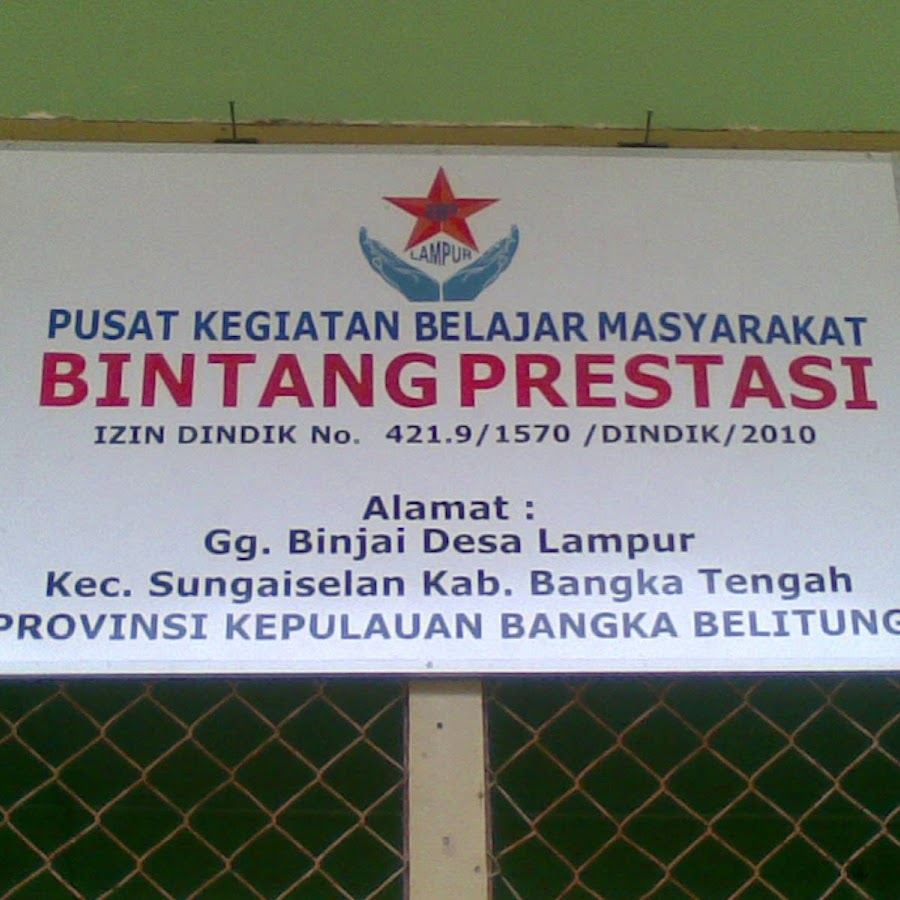 LAMPUR
PUSAT KEGIATAN BELAJAR MASYARAKAT
BINTANG PRESTASI
IZIN DINDIK No. 421.9/1570 /DINDIK/2010
Alamat :
Gg. Binjai Desa Lampur
Kec. Sungaiselan Kab. Bangka Tengah
PROVINSI KEPULAUAN BANGKA BELITUNG